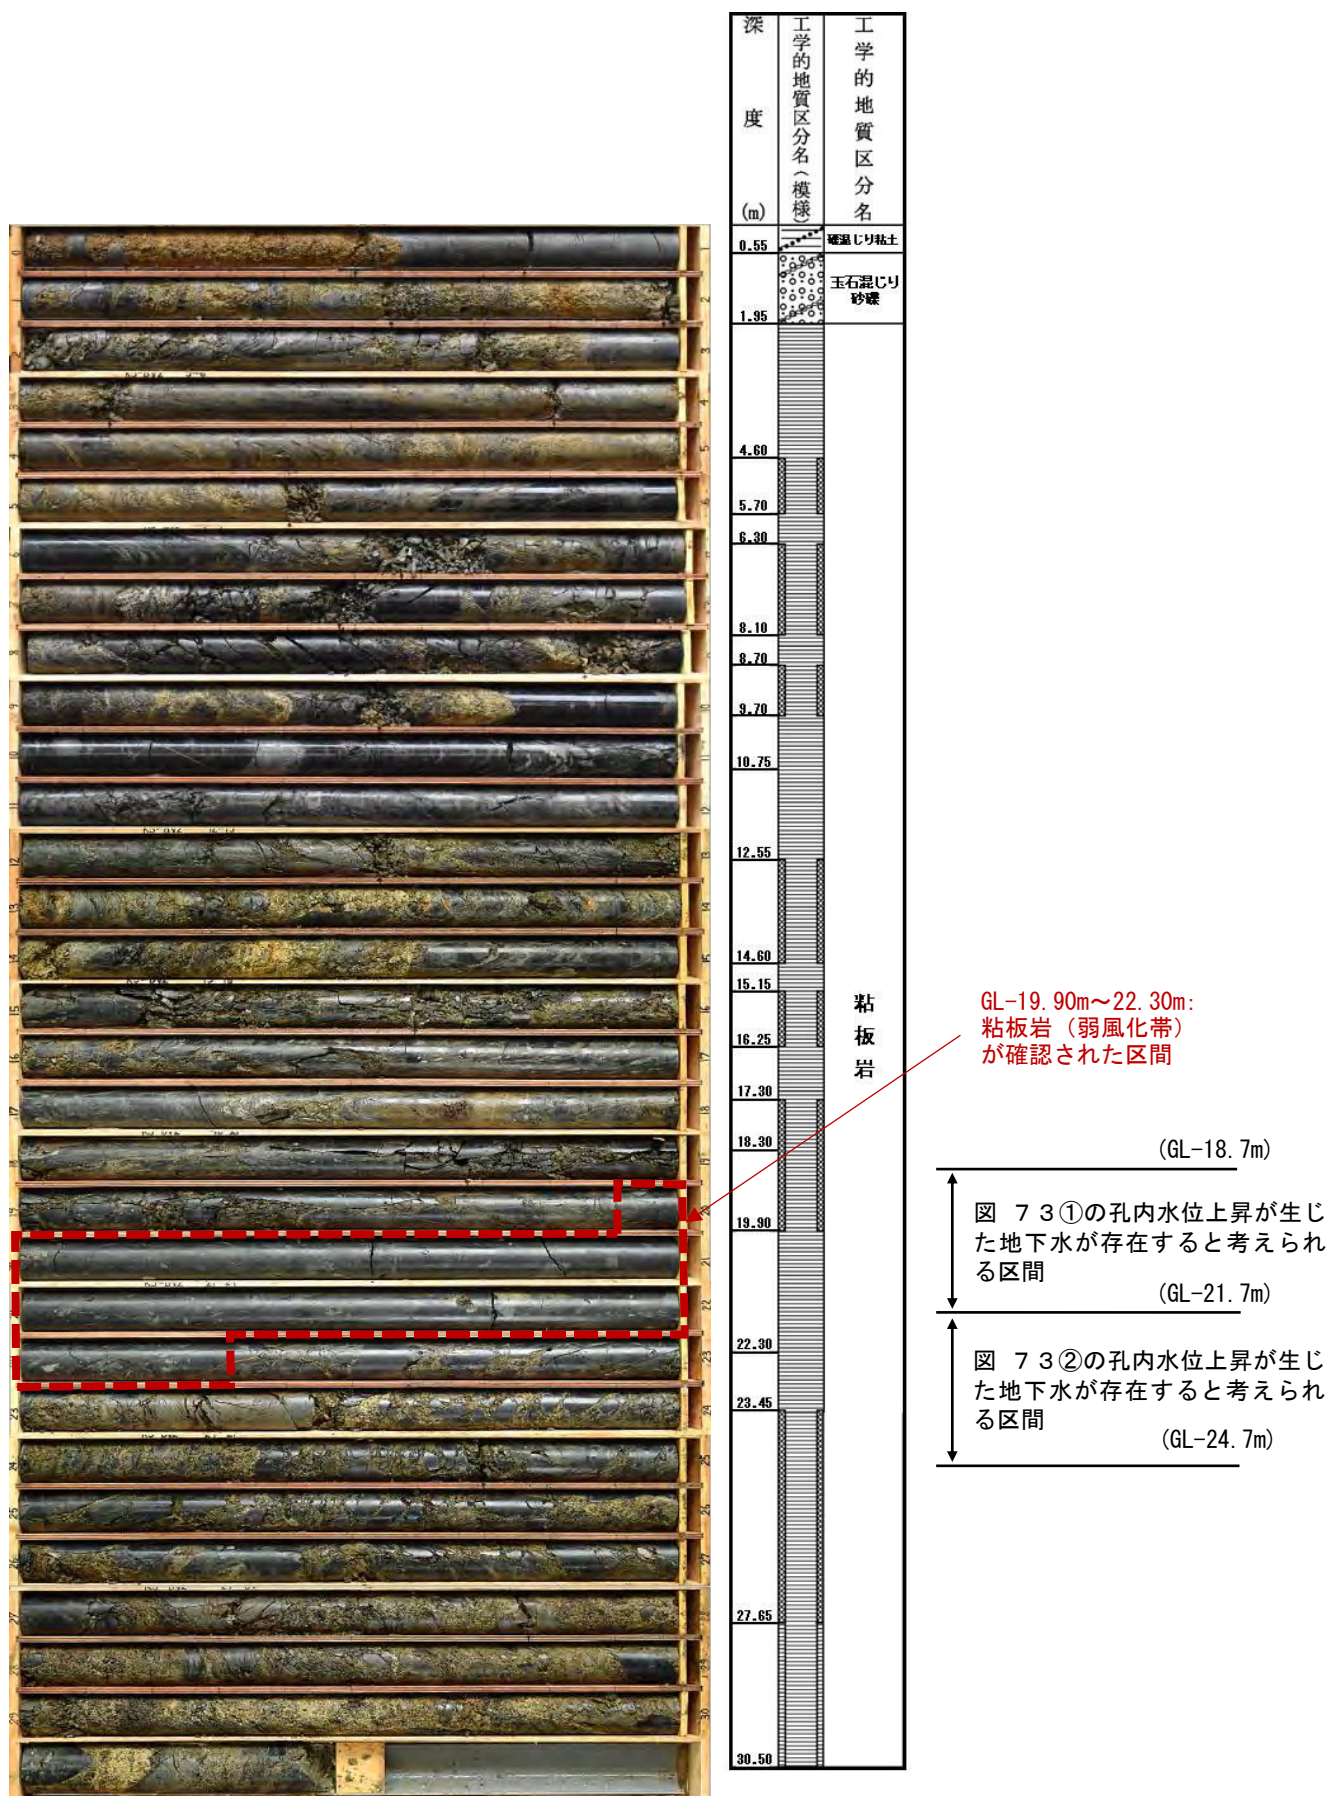 深度(m)
工学的地質区分名(模様)
工学的地質区分名
0.55
礫混じり粘土
玉石混じり
砂礫
1.95
4.60
5.70
6.30
8.10
8.70
9.70
10.75
12.55
14.60
15.15
16.25
17.30
18.30
19.90
22.30
23.45
27.65
30.50
粘板岩
GL-19.90m～22.30m:
粘板岩（弱風化帯）
が確認された区間
(GL-18.7m)
図 73①の孔内水位上昇が生じ
た地下水が存在すると考えられ
る区間
(GL-21.7m)
図 73②の孔内水位上昇が生じ
た地下水が存在すると考えられ
る区間
(GL-24.7m)